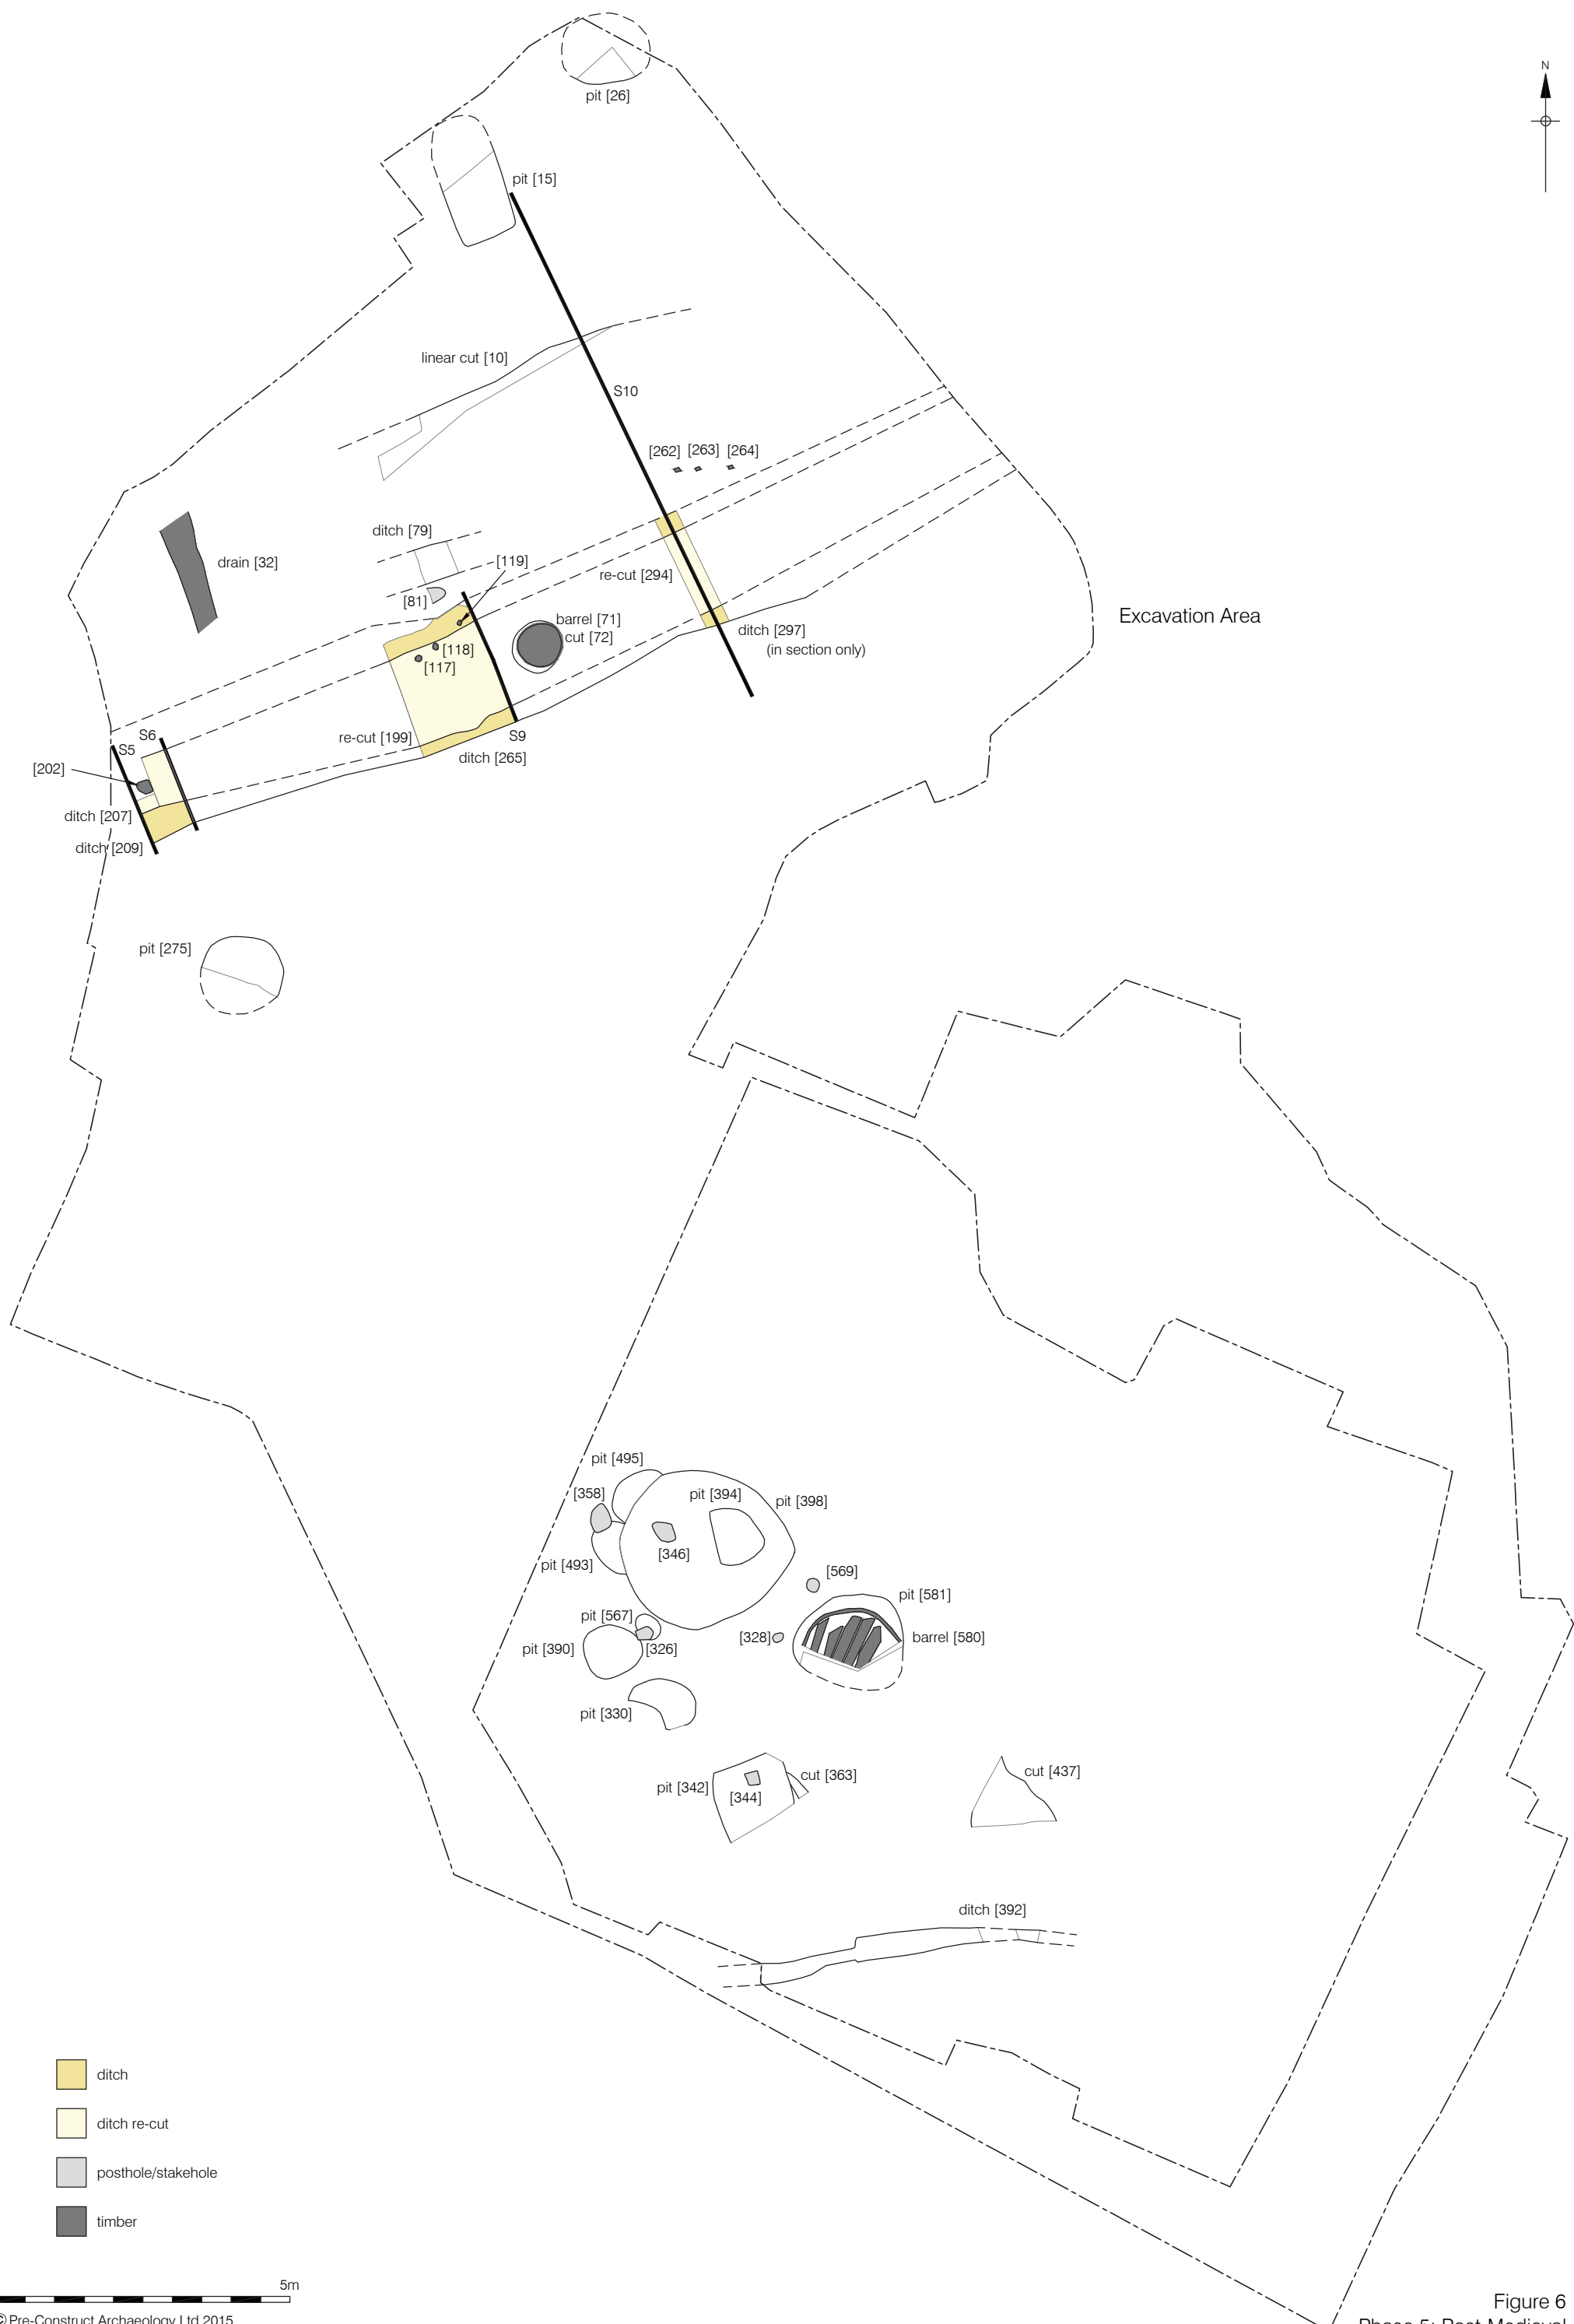 N
pit [26]
pit [15]
linear cut [10]
S10
[262] [263] [264]
ditch [79]
[119]
drain [32]
re-cut [294]
[81]
barrel [71]
cut [72]
Excavation Area
ditch [297]
(in section only)
[118]
[117]
re-cut [199]
S9
ditch [265]
S6
S5
[202]
ditch [207]
ditch [209]
pit [275]
pit [495]
[358]
pit [394]
pit [398]
[346]
pit [493]
[569]
pit [581]
pit [567]
[328]
barrel [580]
pit [390]
[326]
pit [330]
cut [363]
pit [342]
[344]
cut [437]
ditch [392]
ditch
ditch re-cut
posthole/stakehole
timber
5m
© Pre-Construct Archaeology Ltd 2015
Figure 6
Phase 5: Post-Medieval